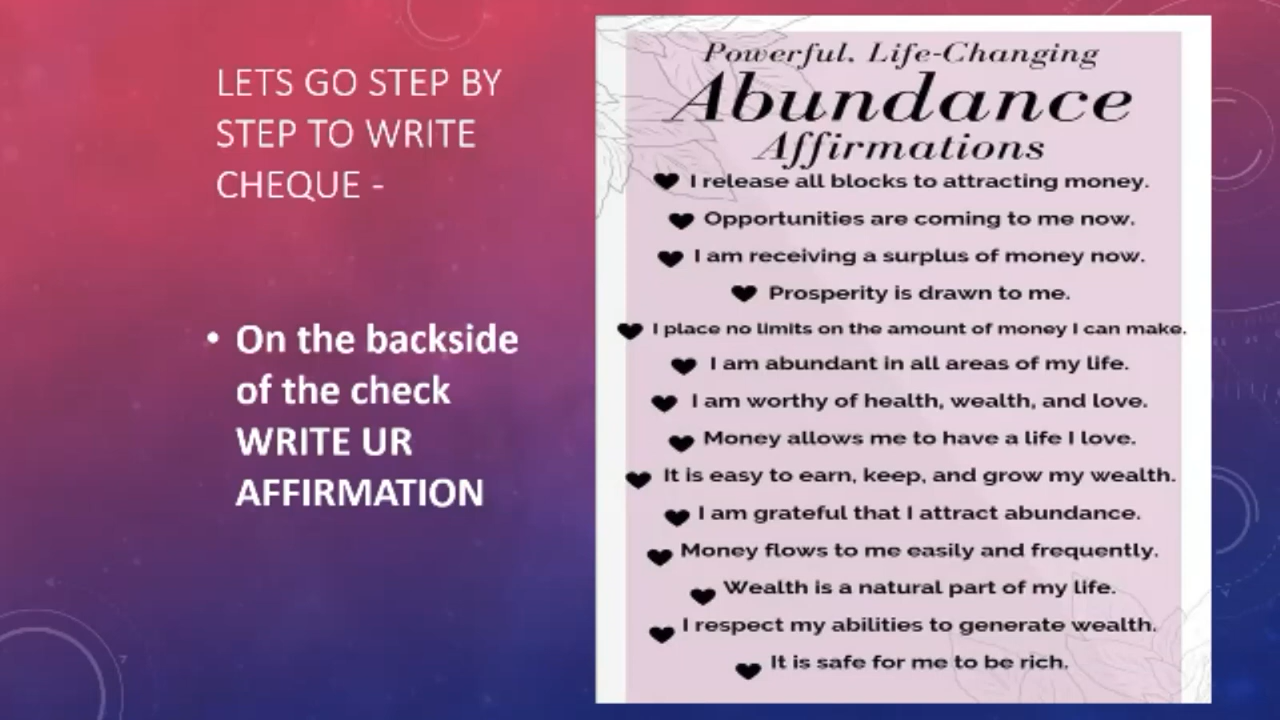 LETS GO STEP BY
STEP TO WRITE
CHEQUE -
• On the backside
of the check
WRITE UR
AFFIRMATION
Powerful. Life-Changing
Abundance
Affirmations
I release all blocks to attracting money.
Opportunities are coming to me now.
I am receiving a surplus of money now.
Prosperity is drawn to me.
I place no limits on the amount of money I can make.
I am abundant in all areas of my life.
I am worthy of health, wealth, and love.
Money allows me to have a life I love.
It is easy to earn, keep, and grow my wealth.
I am grateful that I attract abundance.
Money flows to me easily and frequently.
Wealth is a natural part of my life.
I respect my abilities to generate wealth.
It is safe for me to be rich.